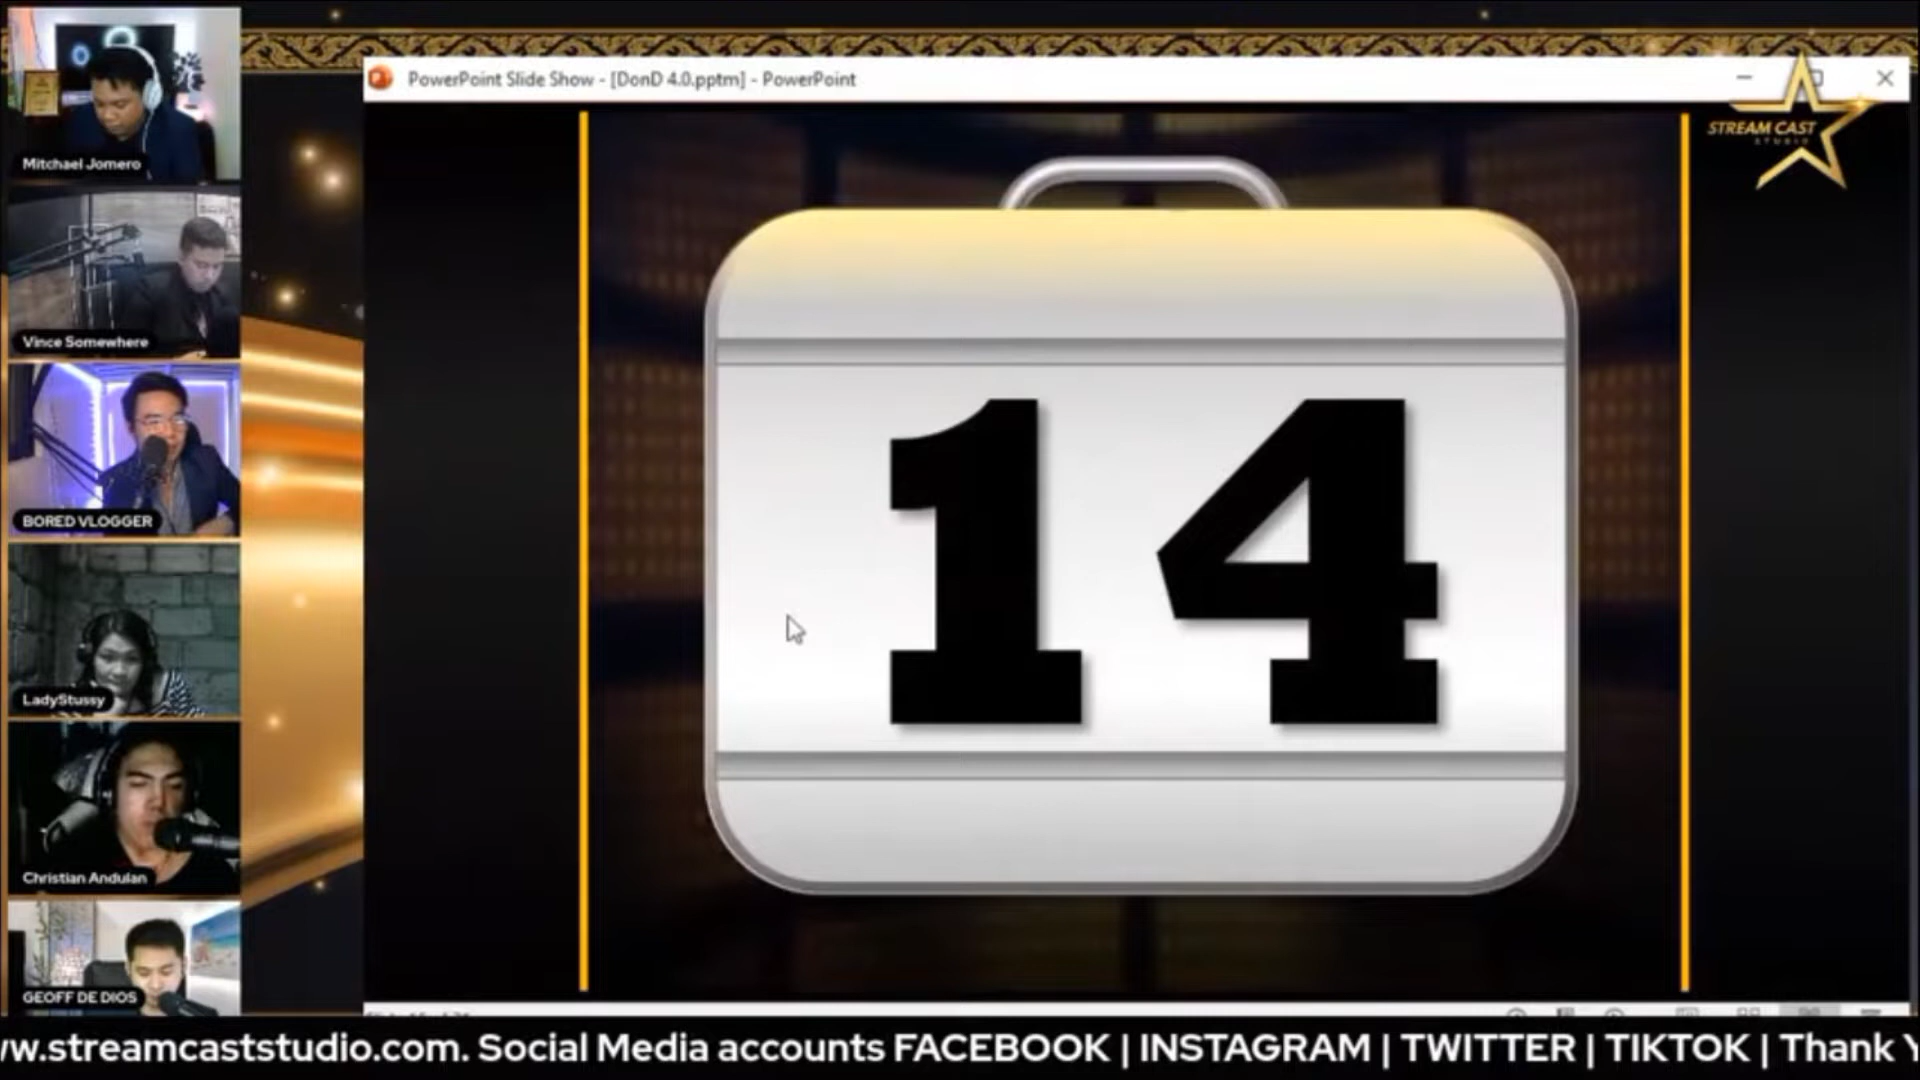 PowerPoint Slide Show - [DonD 4.0.pptm] - PowerPoint
STREAM CAST
STUDIO
Mitchael Jomero
Vince Somewhere
BORED VLOGGER
LadyStussy
Christian Andulan
GEOFF DE DIOS
14
w.streamcaststudio.com. Social Media accounts FACEBOOK | INSTAGRAM | TWITTER | TIKTOK | Thank Y